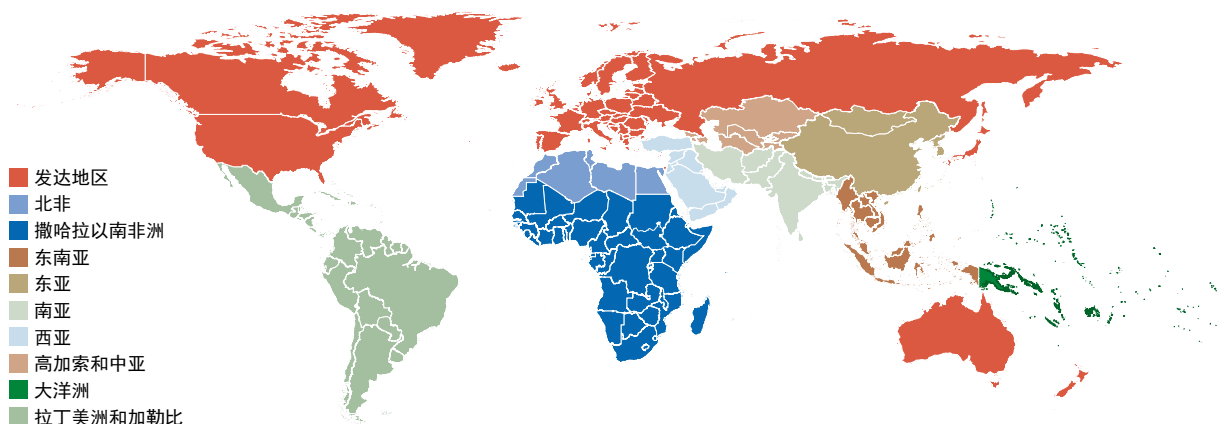 发达地区
北非
撒哈拉以南非洲
东南亚
东亚
南亚
西亚
高加索和中亚
大洋洲
拉丁美洲和加勒比